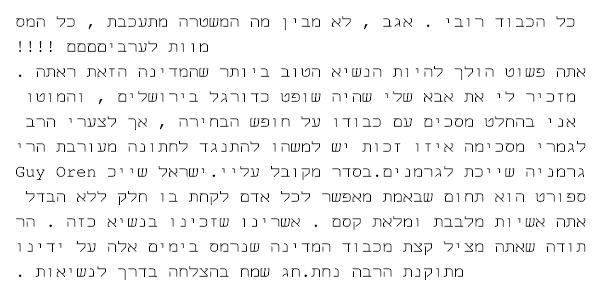 כל הכבוד רובי . אגב , לא מבין מה המשטרה מתעכבת , כל המס
מוות לערביםםםם !!!!
אתה פשוט הולך להיות הנשיא הטוב ביותר שהמדינה הזאת ראתה .
מזכיר לי את אבא שלי שהיה שופט כדורגל בירושלים , והמוטו
אני בהחלט מסכים עם כבודו על חופש הבחירה , אך לצערי הרב
לגמרי מסכימה איזו זכות יש למשהו להתנגד לחתונה מעורבת הרי
גרמניה שייכת לגרמנים.בסדר מקובל עליי.ישראל שייכ Guy Oren
ספורט הוא תחום שבאמת מאפשר לכל אדם לקחת בו חלק ללא הבדל
אתה אשיות מלבבת ומלאת קסם . אשרינו שזכינו בנשיא כזה . הר
תודה שאתה מציל קצת מכבוד המדינה שנרמס בימים אלה על ידינו
מתוקנת הרבה נחת.חג שמח בהצלחה בדרך לנשיאות .